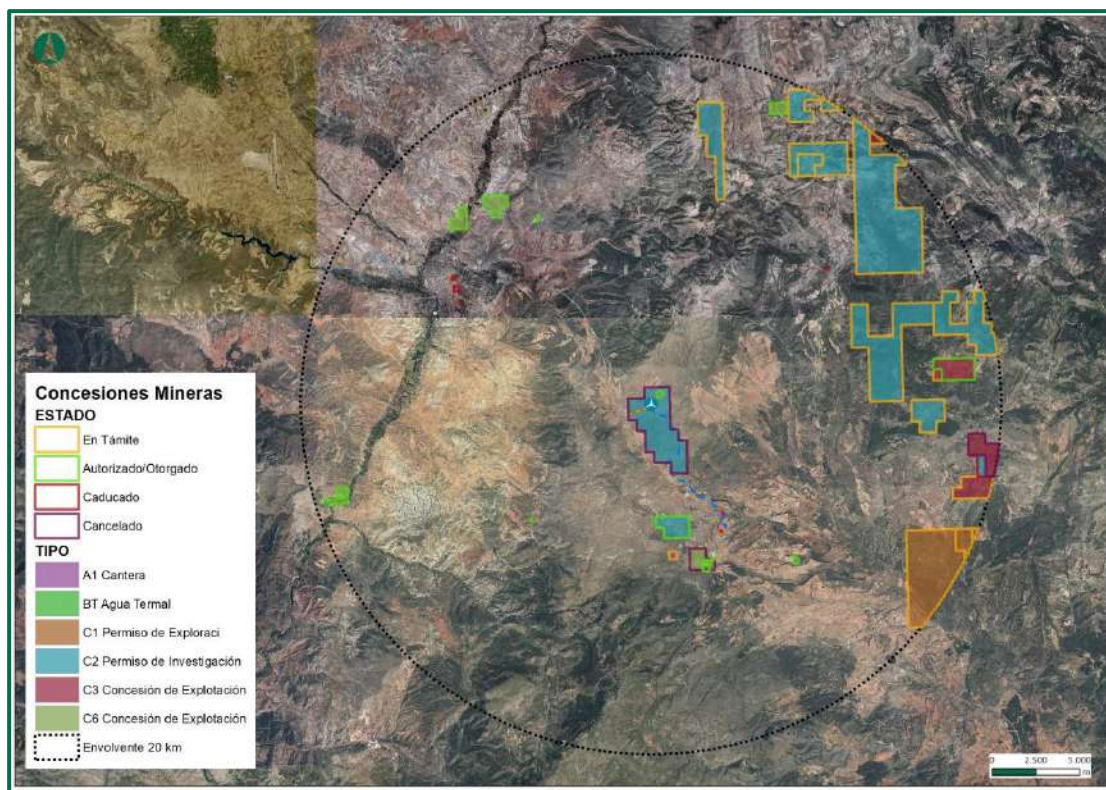 Concesiones Mineras
ESTADO
En Támite
Autorizado/Otorgado
Caducado
Cancelado
TIPO
A1 Cantera
BT Agua Termal
C1 Permiso de Exploraci
C2 Permiso de Investigación
C3 Concesión de Explotación
C6 Concesión de Explotación
Envolvente 20 km
0 2.500 5.000
m